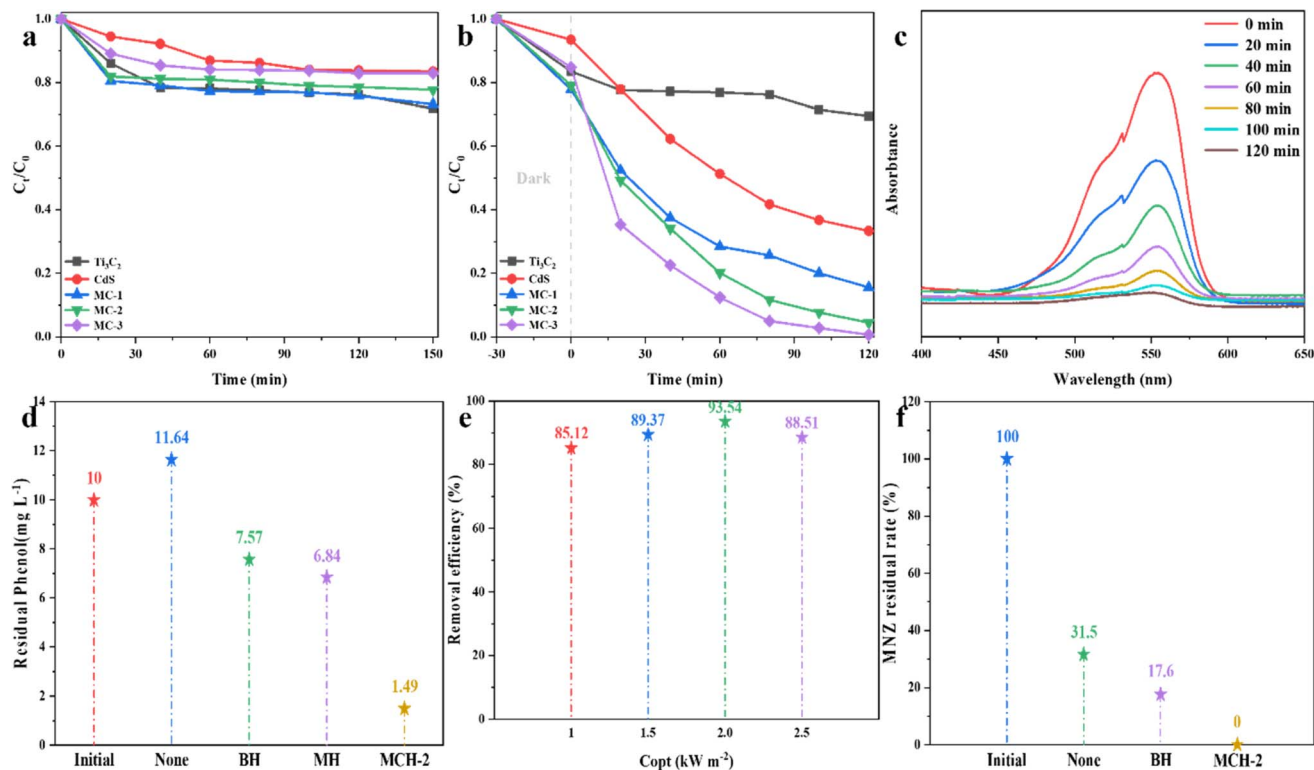 a
1.0
0.8
0.6
0.4
0.2
0.0
Cₜ/C₀
Ti₃C₂
CdS
MC-1
MC-2
MC-3
0 30 60 90 120 150
Time (min)
b
1.0
0.8
0.6
0.4
0.2
0.0
Cₜ/C₀
Dark
Ti₃C₂
CdS
MC-1
MC-2
MC-3
-30 0 30 60 90 120
Time (min)
c
Absorbtance
0 min
20 min
40 min
60 min
80 min
100 min
120 min
400 450 500 550 600 650
Wavelength (nm)
d
14
12
10
8
6
4
2
0
Residual Phenol(mg L⁻¹)
10
11.64
7.57
6.84
1.49
Initial None BH MH MCH-2
e
100
90
80
70
60
50
40
30
20
10
0
Removal efficiency (%)
85.12
89.37
93.54
88.51
1 1.5 2.0 2.5
Copt (kW m⁻²)
f
120
100
80
60
40
20
0
MNZ residual rate (%)
100
31.5
17.6
0
Initial None BH MCH-2